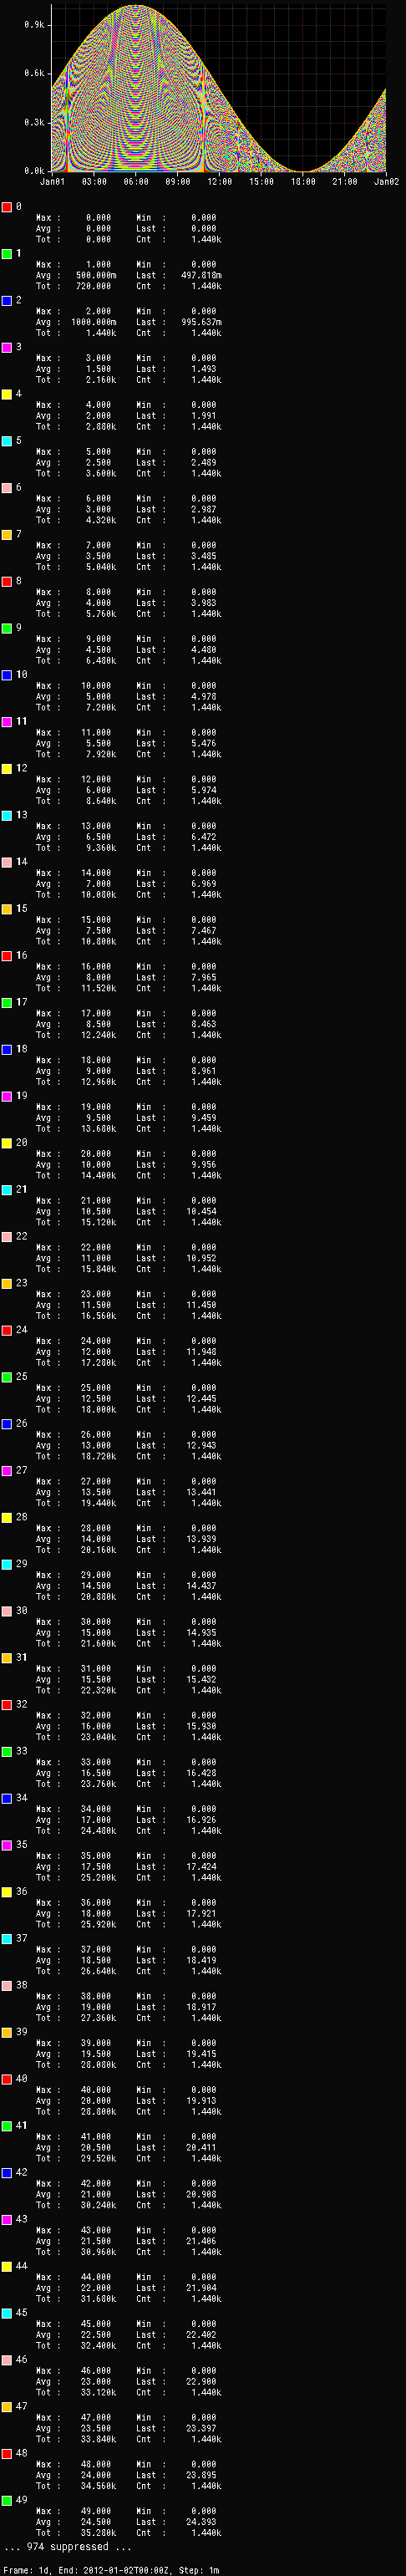 0.9k
0.6k
0.3k
0.0k
Jan01 03:00 06:00 09:00 12:00 15:00 18:00 21:00 Jan02
0
Max : 0.000 Min : 0.000
Avg : 0.000 Last : 0.000
Tot : 0.000 Cnt : 1.440k
1
Max : 1.000 Min : 0.000
Avg : 500.000m Last : 497.818m
Tot : 720.000 Cnt : 1.440k
2
Max : 2.000 Min : 0.000
Avg : 1000.000m Last : 995.637m
Tot : 1.440k Cnt : 1.440k
3
Max : 3.000 Min : 0.000
Avg : 1.500 Last : 1.493
Tot : 2.160k Cnt : 1.440k
4
Max : 4.000 Min : 0.000
Avg : 2.000 Last : 1.991
Tot : 2.880k Cnt : 1.440k
5
Max : 5.000 Min : 0.000
Avg : 2.500 Last : 2.489
Tot : 3.600k Cnt : 1.440k
6
Max : 6.000 Min : 0.000
Avg : 3.000 Last : 2.987
Tot : 4.320k Cnt : 1.440k
7
Max : 7.000 Min : 0.000
Avg : 3.500 Last : 3.485
Tot : 5.040k Cnt : 1.440k
8
Max : 8.000 Min : 0.000
Avg : 4.000 Last : 3.983
Tot : 5.760k Cnt : 1.440k
9
Max : 9.000 Min : 0.000
Avg : 4.500 Last : 4.480
Tot : 6.480k Cnt : 1.440k
10
Max : 10.000 Min : 0.000
Avg : 5.000 Last : 4.978
Tot : 7.200k Cnt : 1.440k
11
Max : 11.000 Min : 0.000
Avg : 5.500 Last : 5.476
Tot : 7.920k Cnt : 1.440k
12
Max : 12.000 Min : 0.000
Avg : 6.000 Last : 5.974
Tot : 8.640k Cnt : 1.440k
13
Max : 13.000 Min : 0.000
Avg : 6.500 Last : 6.472
Tot : 9.360k Cnt : 1.440k
14
Max : 14.000 Min : 0.000
Avg : 7.000 Last : 6.969
Tot : 10.080k Cnt : 1.440k
15
Max : 15.000 Min : 0.000
Avg : 7.500 Last : 7.467
Tot : 10.800k Cnt : 1.440k
16
Max : 16.000 Min : 0.000
Avg : 8.000 Last : 7.965
Tot : 11.520k Cnt : 1.440k
17
Max : 17.000 Min : 0.000
Avg : 8.500 Last : 8.463
Tot : 12.240k Cnt : 1.440k
18
Max : 18.000 Min : 0.000
Avg : 9.000 Last : 8.961
Tot : 12.960k Cnt : 1.440k
19
Max : 19.000 Min : 0.000
Avg : 9.500 Last : 9.459
Tot : 13.680k Cnt : 1.440k
20
Max : 20.000 Min : 0.000
Avg : 10.000 Last : 9.956
Tot : 14.400k Cnt : 1.440k
21
Max : 21.000 Min : 0.000
Avg : 10.500 Last : 10.454
Tot : 15.120k Cnt : 1.440k
22
Max : 22.000 Min : 0.000
Avg : 11.000 Last : 10.952
Tot : 15.840k Cnt : 1.440k
23
Max : 23.000 Min : 0.000
Avg : 11.500 Last : 11.450
Tot : 16.560k Cnt : 1.440k
24
Max : 24.000 Min : 0.000
Avg : 12.000 Last : 11.948
Tot : 17.280k Cnt : 1.440k
25
Max : 25.000 Min : 0.000
Avg : 12.500 Last : 12.445
Tot : 18.000k Cnt : 1.440k
26
Max : 26.000 Min : 0.000
Avg : 13.000 Last : 12.943
Tot : 18.720k Cnt : 1.440k
27
Max : 27.000 Min : 0.000
Avg : 13.500 Last : 13.441
Tot : 19.440k Cnt : 1.440k
28
Max : 28.000 Min : 0.000
Avg : 14.000 Last : 13.939
Tot : 20.160k Cnt : 1.440k
29
Max : 29.000 Min : 0.000
Avg : 14.500 Last : 14.437
Tot : 20.880k Cnt : 1.440k
30
Max : 30.000 Min : 0.000
Avg : 15.000 Last : 14.935
Tot : 21.600k Cnt : 1.440k
31
Max : 31.000 Min : 0.000
Avg : 15.500 Last : 15.432
Tot : 22.320k Cnt : 1.440k
32
Max : 32.000 Min : 0.000
Avg : 16.000 Last : 15.930
Tot : 23.040k Cnt : 1.440k
33
Max : 33.000 Min : 0.000
Avg : 16.500 Last : 16.428
Tot : 23.760k Cnt : 1.440k
34
Max : 34.000 Min : 0.000
Avg : 17.000 Last : 16.926
Tot : 24.480k Cnt : 1.440k
35
Max : 35.000 Min : 0.000
Avg : 17.500 Last : 17.424
Tot : 25.200k Cnt : 1.440k
36
Max : 36.000 Min : 0.000
Avg : 18.000 Last : 17.921
Tot : 25.920k Cnt : 1.440k
37
Max : 37.000 Min : 0.000
Avg : 18.500 Last : 18.419
Tot : 26.640k Cnt : 1.440k
38
Max : 38.000 Min : 0.000
Avg : 19.000 Last : 18.917
Tot : 27.360k Cnt : 1.440k
39
Max : 39.000 Min : 0.000
Avg : 19.500 Last : 19.415
Tot : 28.080k Cnt : 1.440k
40
Max : 40.000 Min : 0.000
Avg : 20.000 Last : 19.913
Tot : 28.800k Cnt : 1.440k
41
Max : 41.000 Min : 0.000
Avg : 20.500 Last : 20.411
Tot : 29.520k Cnt : 1.440k
42
Max : 42.000 Min : 0.000
Avg : 21.000 Last : 20.908
Tot : 30.240k Cnt : 1.440k
43
Max : 43.000 Min : 0.000
Avg : 21.500 Last : 21.406
Tot : 30.960k Cnt : 1.440k
44
Max : 44.000 Min : 0.000
Avg : 22.000 Last : 21.904
Tot : 31.680k Cnt : 1.440k
45
Max : 45.000 Min : 0.000
Avg : 22.500 Last : 22.402
Tot : 32.400k Cnt : 1.440k
46
Max : 46.000 Min : 0.000
Avg : 23.000 Last : 22.900
Tot : 33.120k Cnt : 1.440k
47
Max : 47.000 Min : 0.000
Avg : 23.500 Last : 23.397
Tot : 33.840k Cnt : 1.440k
48
Max : 48.000 Min : 0.000
Avg : 24.000 Last : 23.895
Tot : 34.560k Cnt : 1.440k
49
Max : 49.000 Min : 0.000
Avg : 24.500 Last : 24.393
Tot : 35.280k Cnt : 1.440k
... 974 suppressed ...
Frame: 1d, End: 2012-01-02T00:00Z, Step: 1m